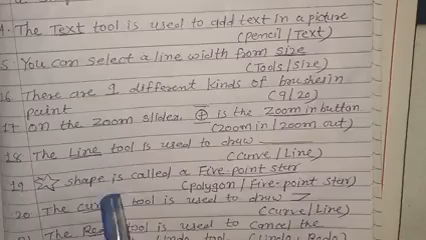 4. The Text tool is used to add text in a picture
(Pencil/Text)
5 You can select a line width from size
(Tools/Size)
16 There are 9 different kinds of brushes in
paint (9/20)
17 on the zoom slider, ⊕ is the zoom in button
(zoom in/zoom out)
18 The Line tool is used to draw
(Curve/Line)
19 shape is called a Five-point star
(Polygon/Five-point star)
20 The tool is used to draw
(Curve/Line)
The tool is used to cancel the
tool (Undo, Redo)